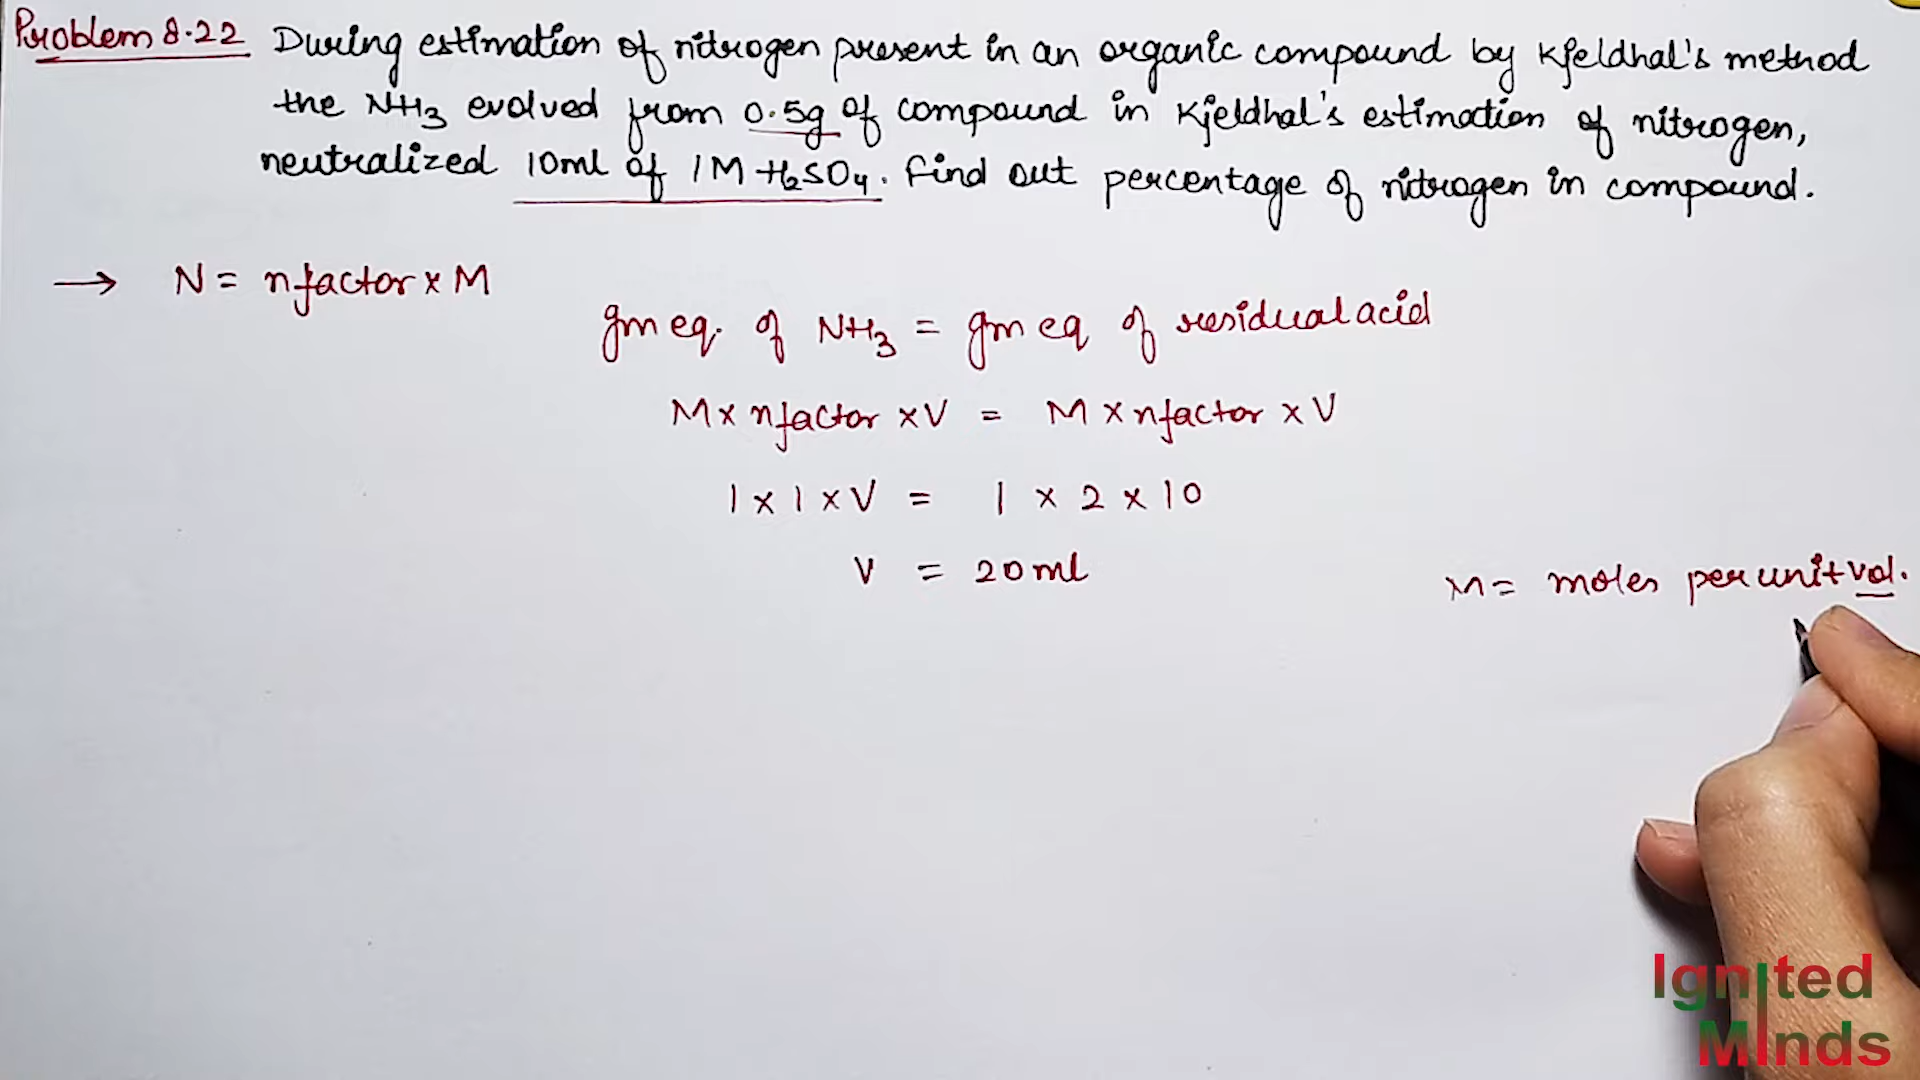 Problem 8.22 During estimation of nitrogen present in an organic compound by Kjeldhal's method
the NH3 evolved from 0.5g of compound in Kjeldhal's estimation of nitrogen,
neutralized 10ml of 1M H2SO4. Find out percentage of nitrogen in compound.
→ N = nfactor x M
gm eq. of NH3 = gm eq of residual acid
M x nfactor x V = M x nfactor x V
1 x 1 x V = 1 x 2 x 10
V = 20 ml
M = moles per unit vol.
Ignited
Minds